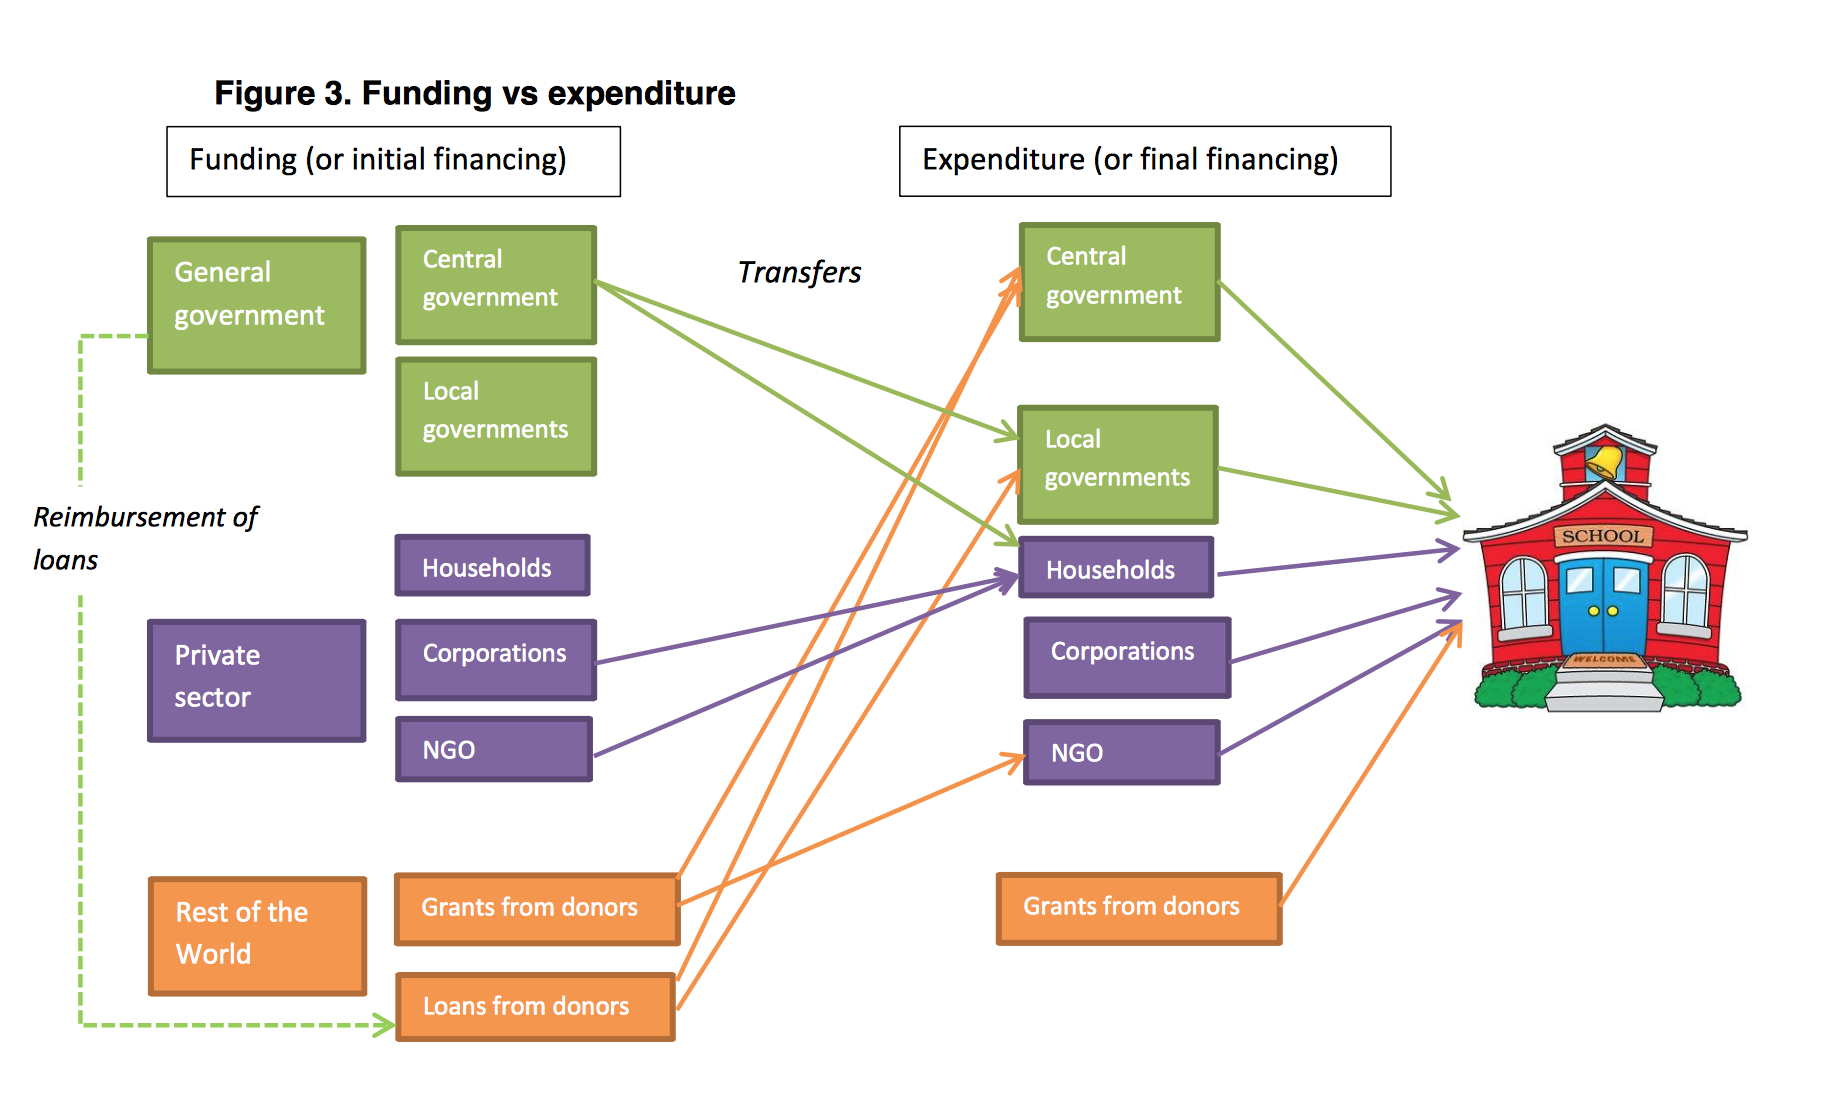 Figure 3. Funding vs expenditure
Funding (or initial financing)
Expenditure (or final financing)
General
government
Central
government
Transfers
Central
government
Local
governments
Local
governments
Reimbursement of
loans
Households
Households
Private
sector
Corporations
Corporations
NGO
NGO
SCHOOL
WELCOME
Rest of the
World
Grants from donors
Grants from donors
Loans from donors